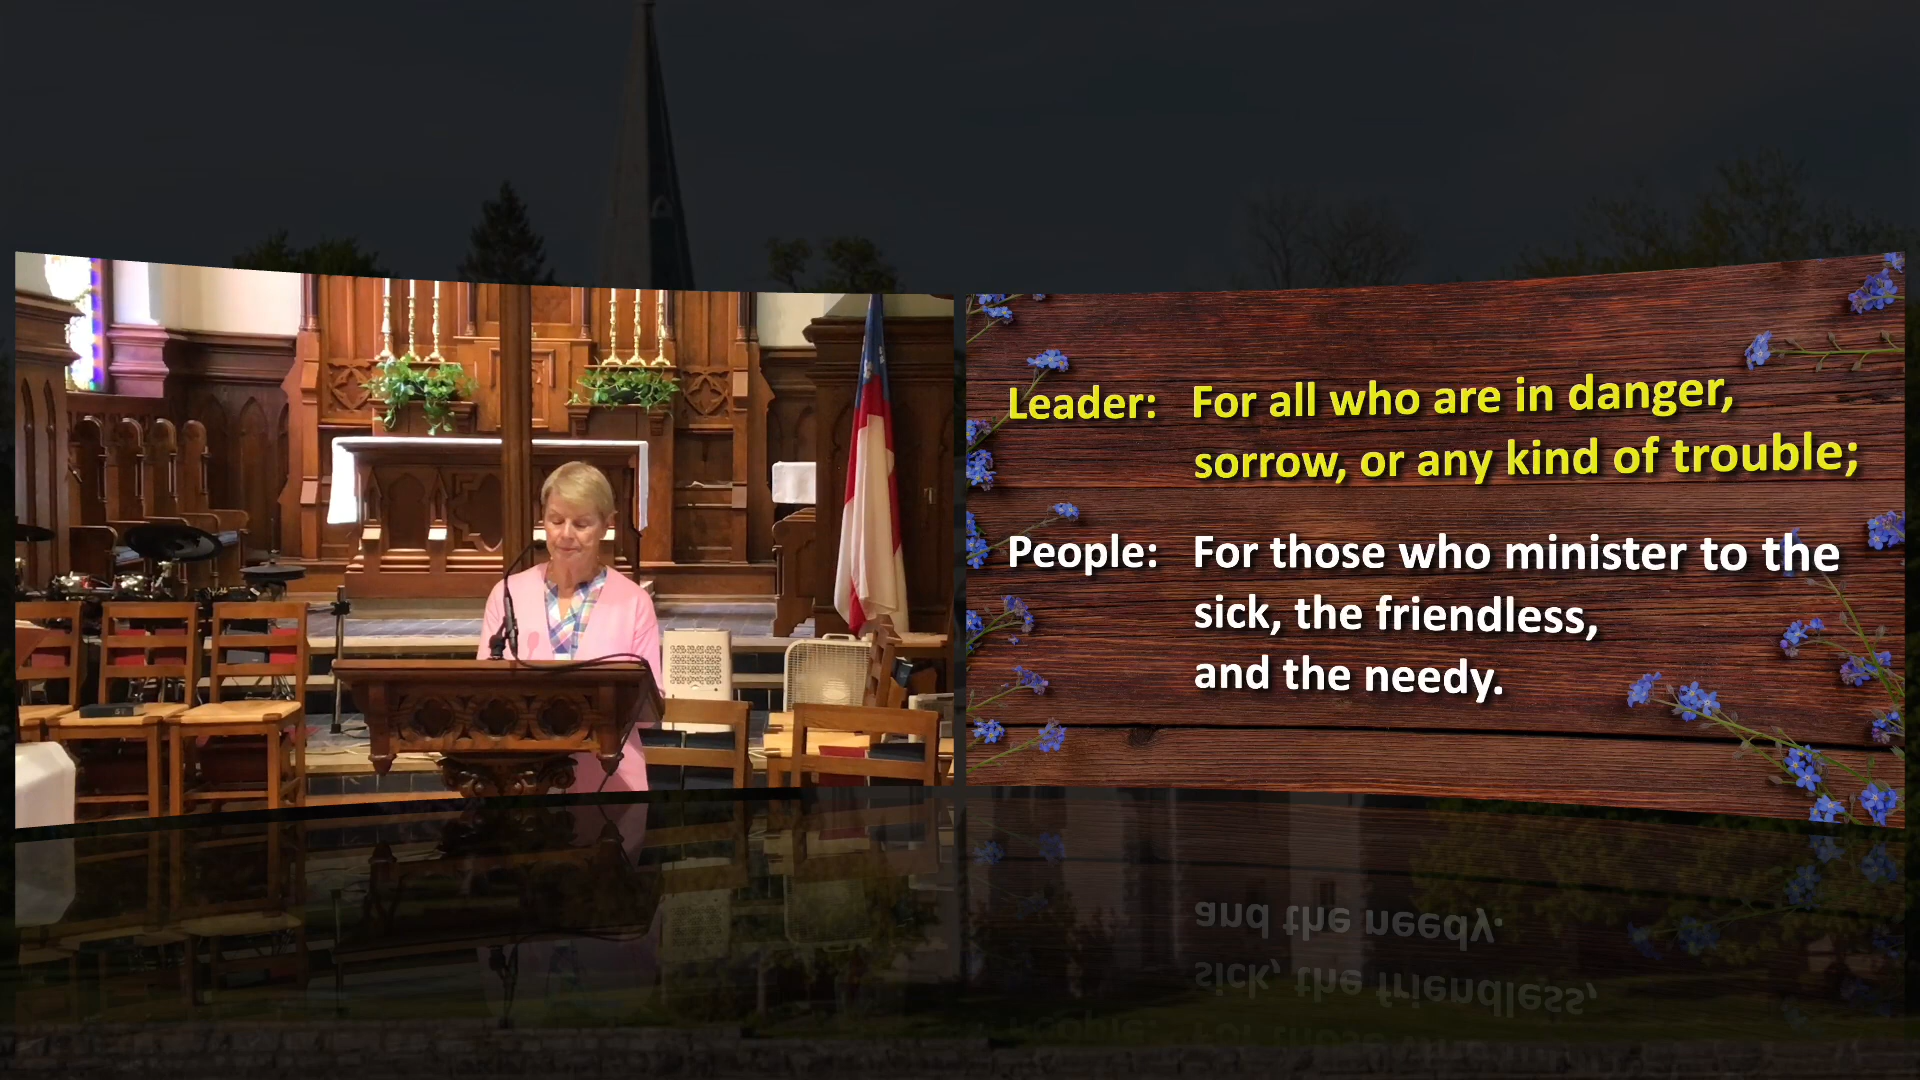 Leader: For all who are in danger,
sorrow, or any kind of trouble;
People: For those who minister to the
sick, the friendless,
and the needy.